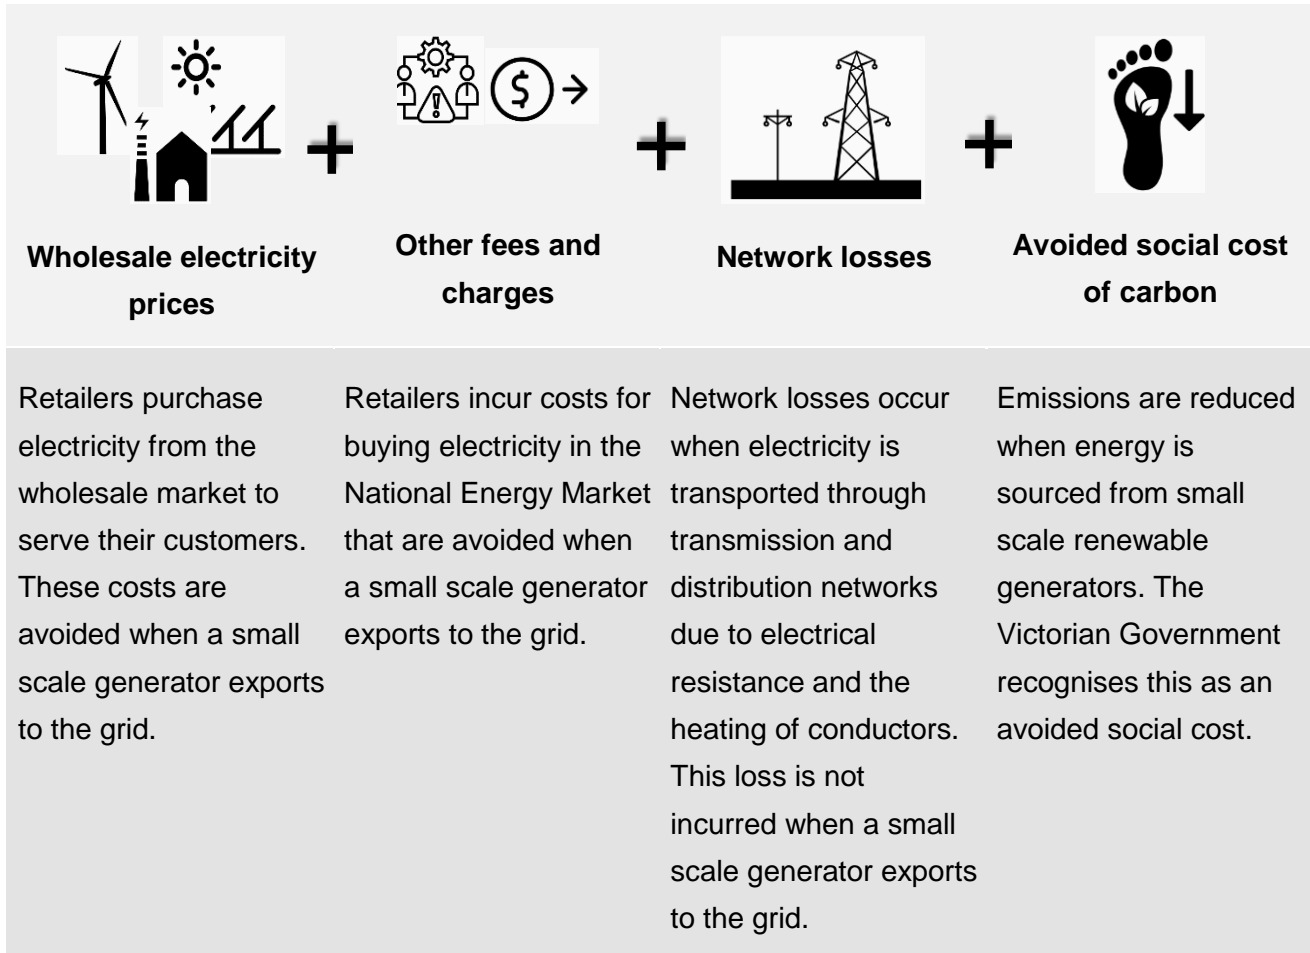 Wholesale electricity
prices
Other fees and
charges
Network losses
Avoided social cost
of carbon
Retailers purchase
electricity from the
wholesale market to
serve their customers.
These costs are
avoided when a small
scale generator exports
to the grid.
Retailers incur costs for
buying electricity in the
National Energy Market
that are avoided when
a small scale generator
exports to the grid.
Network losses occur
when electricity is
transported through
transmission and
distribution networks
due to electrical
resistance and the
heating of conductors.
This loss is not
incurred when a small
scale generator exports
to the grid.
Emissions are reduced
when energy is
sourced from small
scale renewable
generators. The
Victorian Government
recognises this as an
avoided social cost.